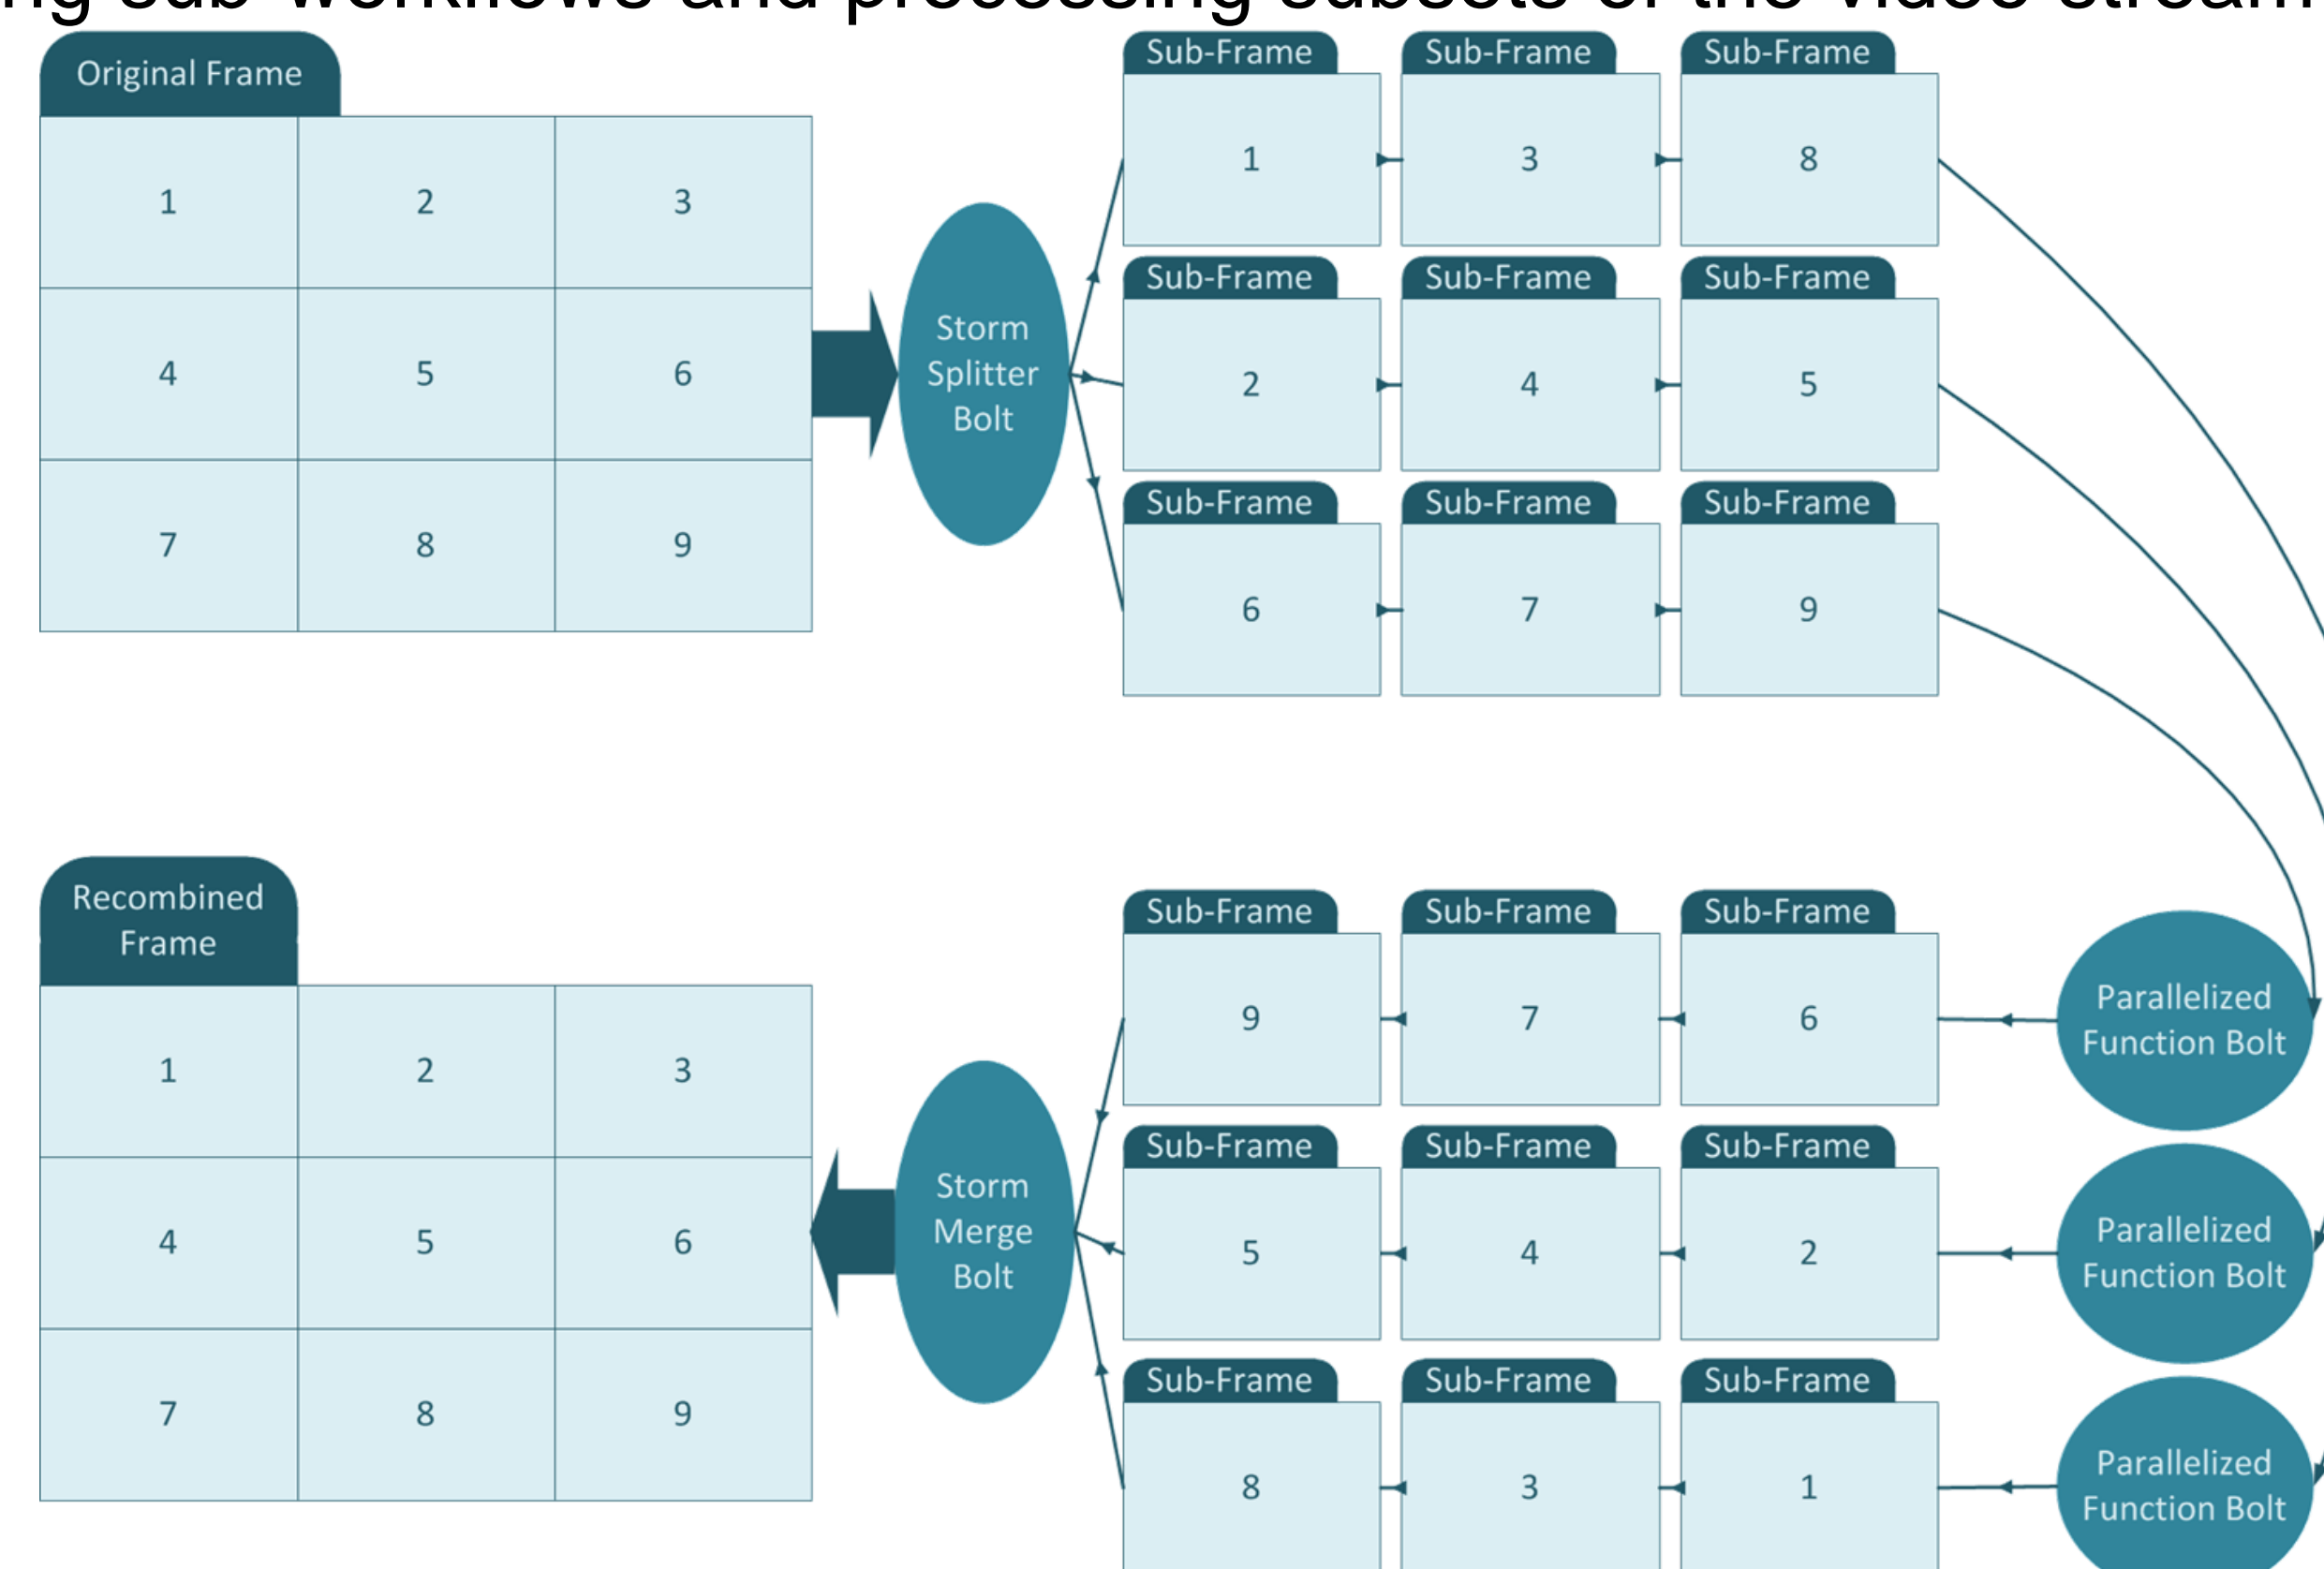 Original Frame
1 2 3
4 5 6
7 8 9
Storm
Splitter
Bolt
Sub-Frame Sub-Frame Sub-Frame
1 3 8
Sub-Frame Sub-Frame Sub-Frame
2 4 5
Sub-Frame Sub-Frame Sub-Frame
6 7 9
Recombined
Frame
1 2 3
4 5 6
7 8 9
Storm
Merge
Bolt
Sub-Frame Sub-Frame Sub-Frame
9 7 6
Sub-Frame Sub-Frame Sub-Frame
5 4 2
Sub-Frame Sub-Frame Sub-Frame
8 3 1
Parallelized
Function Bolt
Parallelized
Function Bolt
Parallelized
Function Bolt